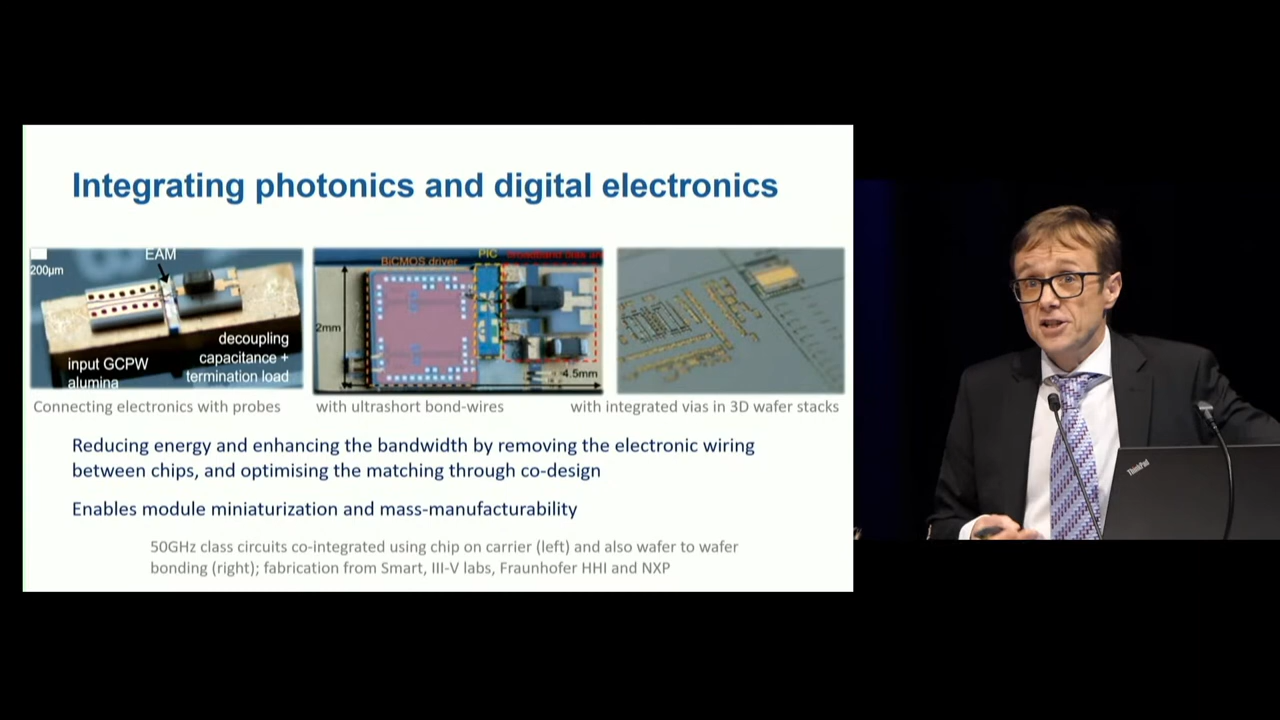 Integrating photonics and digital electronics
EAM
200µm
input GCPW
alumina
decoupling
capacitance +
termination load
BiCMOS driver
PIC
2mm
4.5mm
Connecting electronics with probes
with ultrashort bond-wires
with integrated vias in 3D wafer stacks
Reducing energy and enhancing the bandwidth by removing the electronic wiring
between chips, and optimising the matching through co-design
Enables module miniaturization and mass-manufacturability
50GHz class circuits co-integrated using chip on carrier (left) and also wafer to wafer
bonding (right); fabrication from Smart, III-V labs, Fraunhofer HHI and NXP
ThinkPad